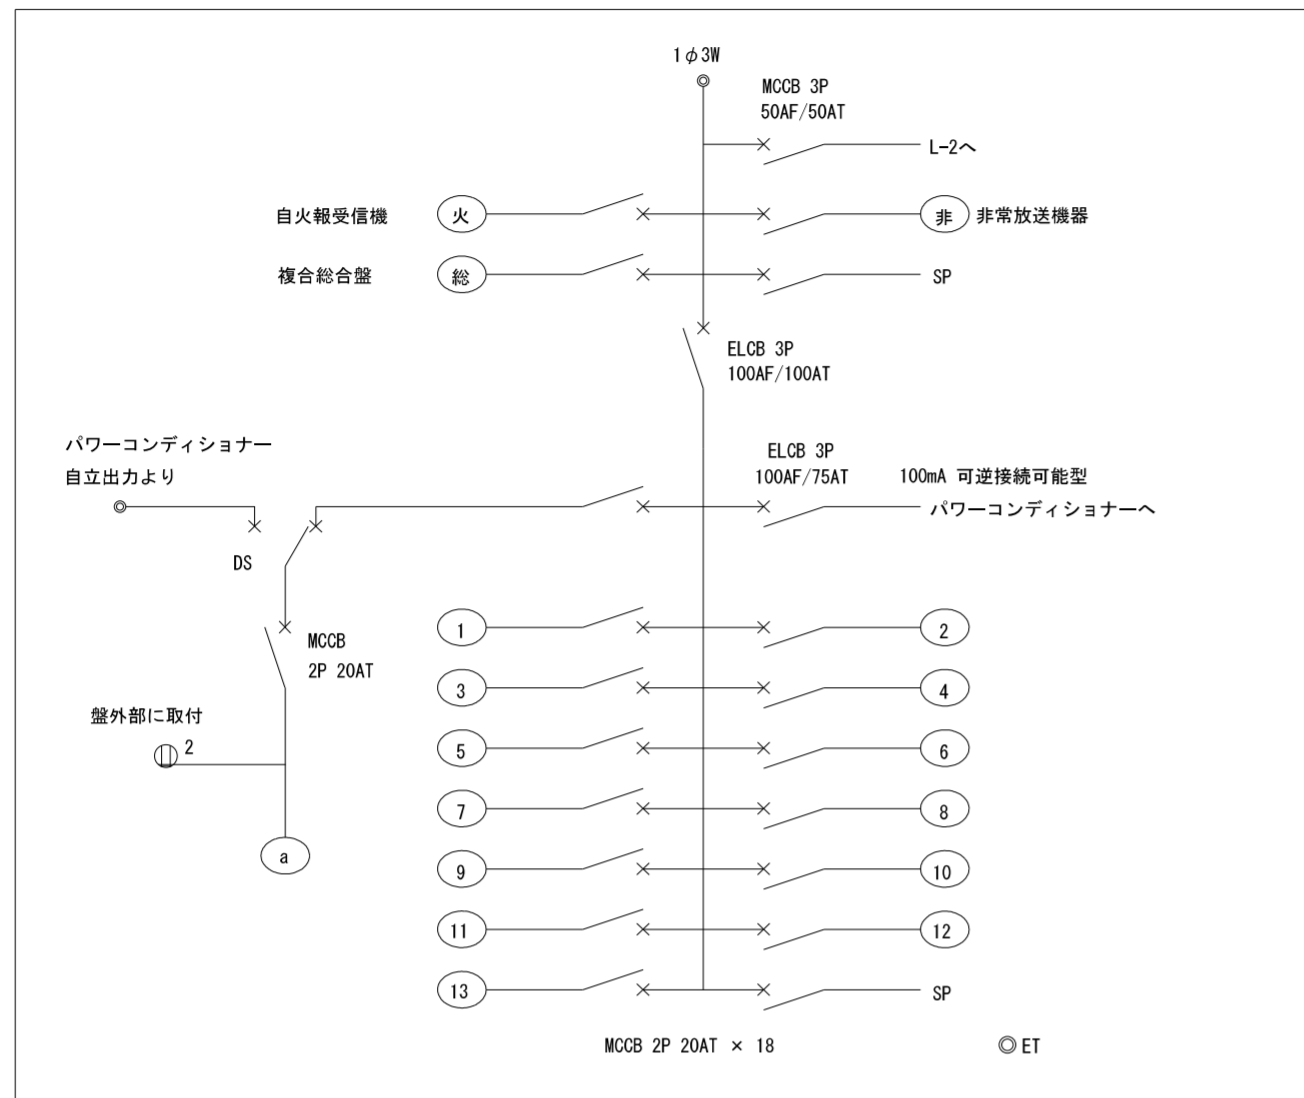 1φ3W
MCCB 3P
50AF/50AT
L-2へ
自火報受信機
火
非
非常放送機器
複合総合盤
総
SP
ELCB 3P
100AF/100AT
パワーコンディショナー
自立出力より
ELCB 3P
100AF/75AT
100mA 可逆接続可能型
パワーコンディショナーへ
DS
MCCB
2P 20AT
盤外部に取付
2
a
1
2
3
4
5
6
7
8
9
10
11
12
13
SP
MCCB 2P 20AT × 18
ET